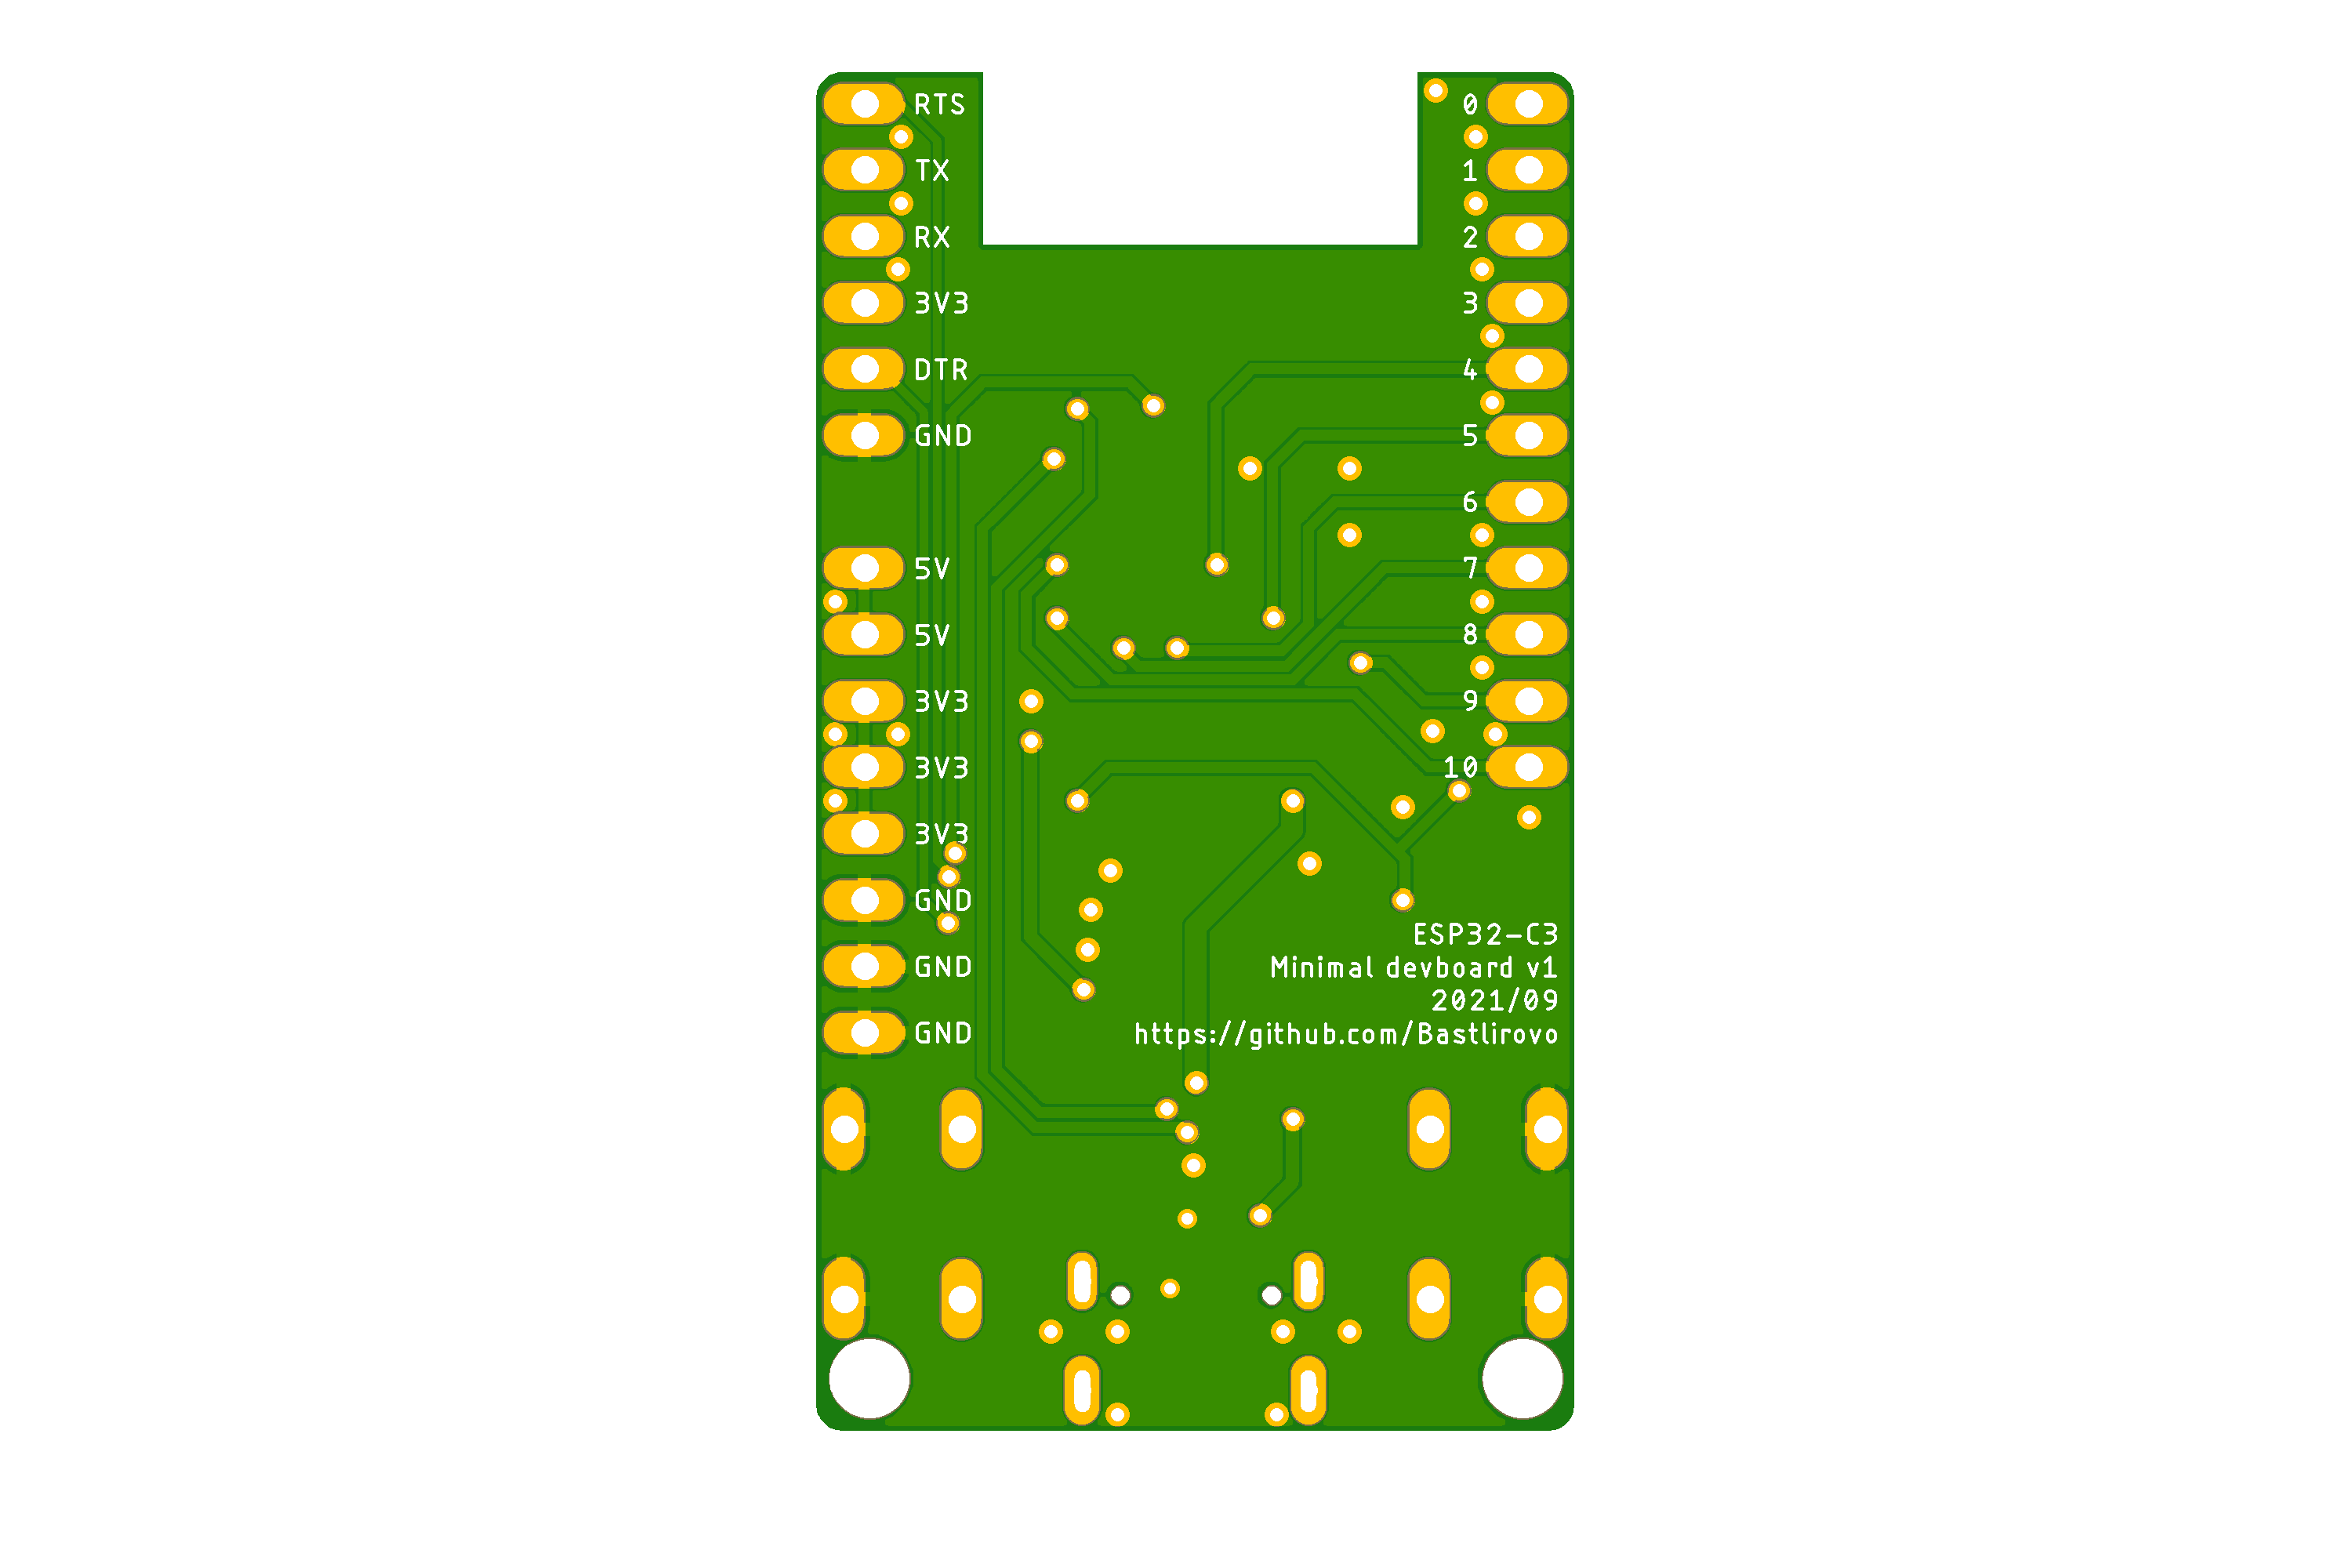 RTS
TX
RX
3V3
DTR
GND
5V
5V
3V3
3V3
3V3
GND
GND
GND
0
1
2
3
4
5
6
7
8
9
10
ESP32-C3
Minimal devboard v1
2021/09
https://github.com/Bastlirovo